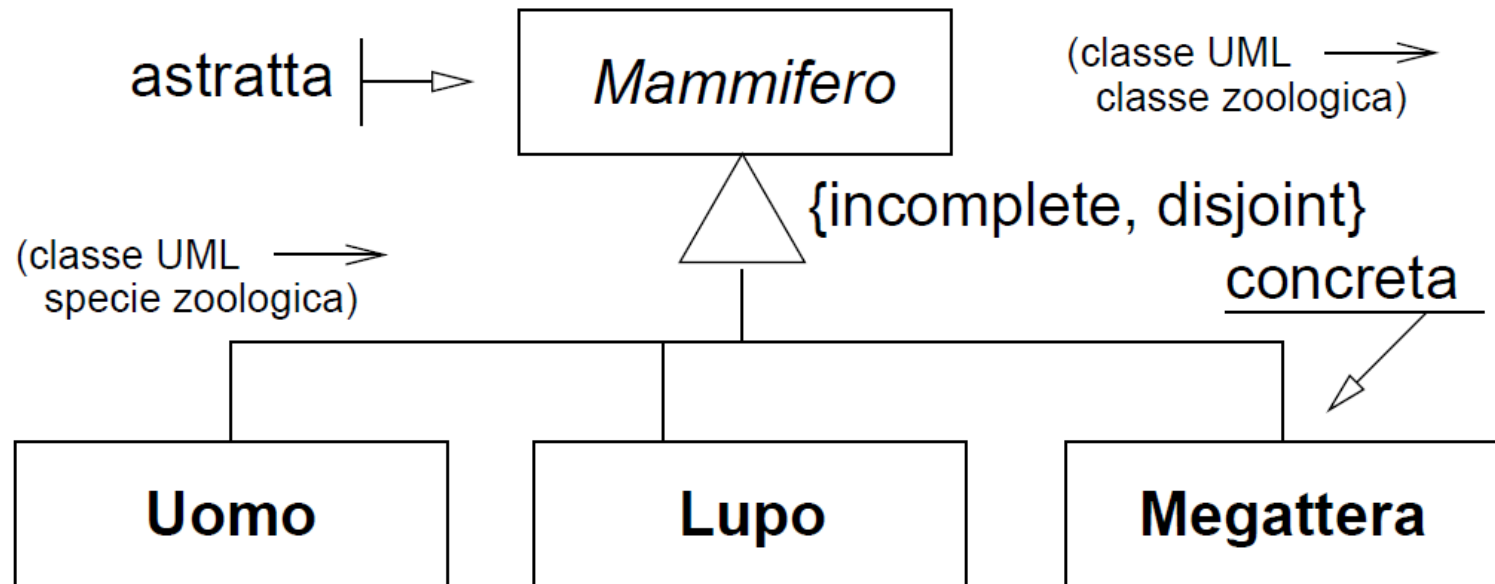 astratta
Mammifero
(classe UML
classe zoologica)
{incomplete, disjoint}
(classe UML
specie zoologica)
concreta
Uomo
Lupo
Megattera